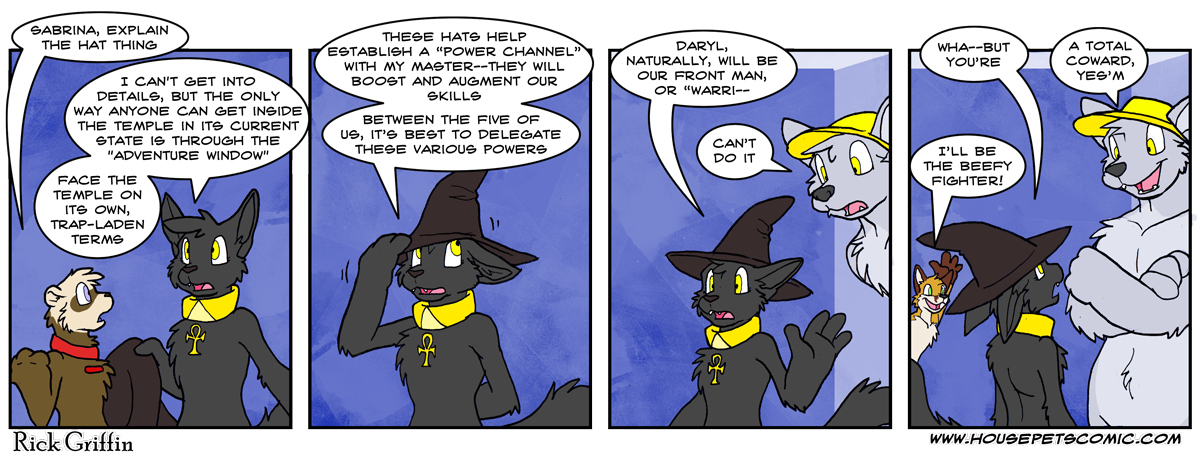 SABRINA, EXPLAIN
THE HAT THING
I CAN'T GET INTO
DETAILS, BUT THE ONLY
WAY ANYONE CAN GET INSIDE
THE TEMPLE IN ITS CURRENT
STATE IS THROUGH THE
"ADVENTURE WINDOW"
FACE THE
TEMPLE ON
ITS OWN,
TRAP-LADEN
TERMS
THESE HATS HELP
ESTABLISH A "POWER CHANNEL"
WITH MY MASTER--THEY WILL
BOOST AND AUGMENT OUR
SKILLS
BETWEEN THE FIVE OF
US, IT'S BEST TO DELEGATE
THESE VARIOUS POWERS
DARYL,
NATURALLY, WILL BE
OUR FRONT MAN,
OR "WARRI--
CAN'T
DO IT
WHA--BUT
YOU'RE
A TOTAL
COWARD,
YES'M
I'LL BE
THE BEEFY
FIGHTER!
Rick Griffin
WWW.HOUSEPETSCOMIC.COM